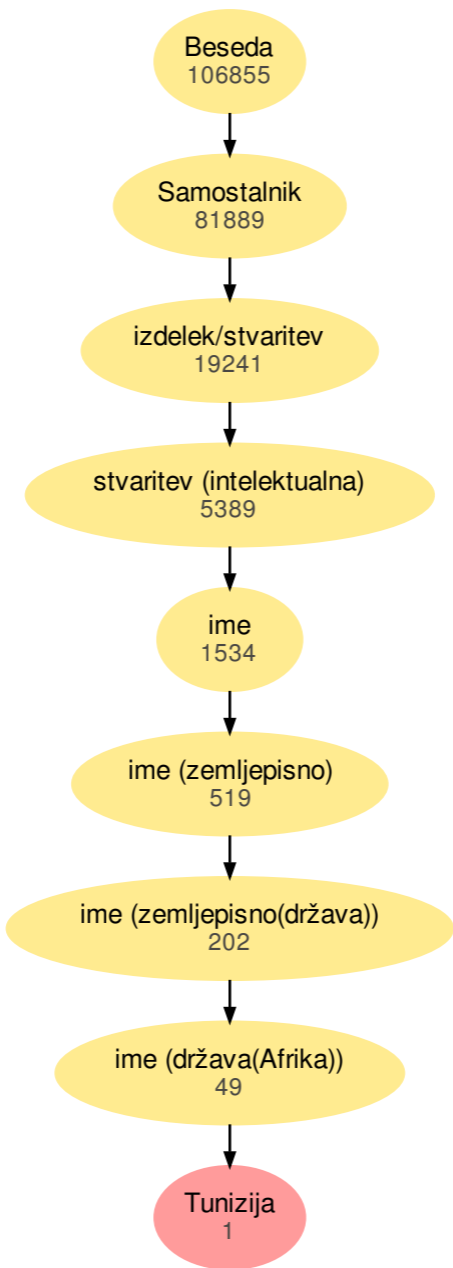 Beseda
106855
Samostalnik
81889
izdelek/stvaritev
19241
stvaritev (intelektualna)
5389
ime
1534
ime (zemljepisno)
519
ime (zemljepisno(država))
202
ime (država(Afrika))
49
Tunizija
1